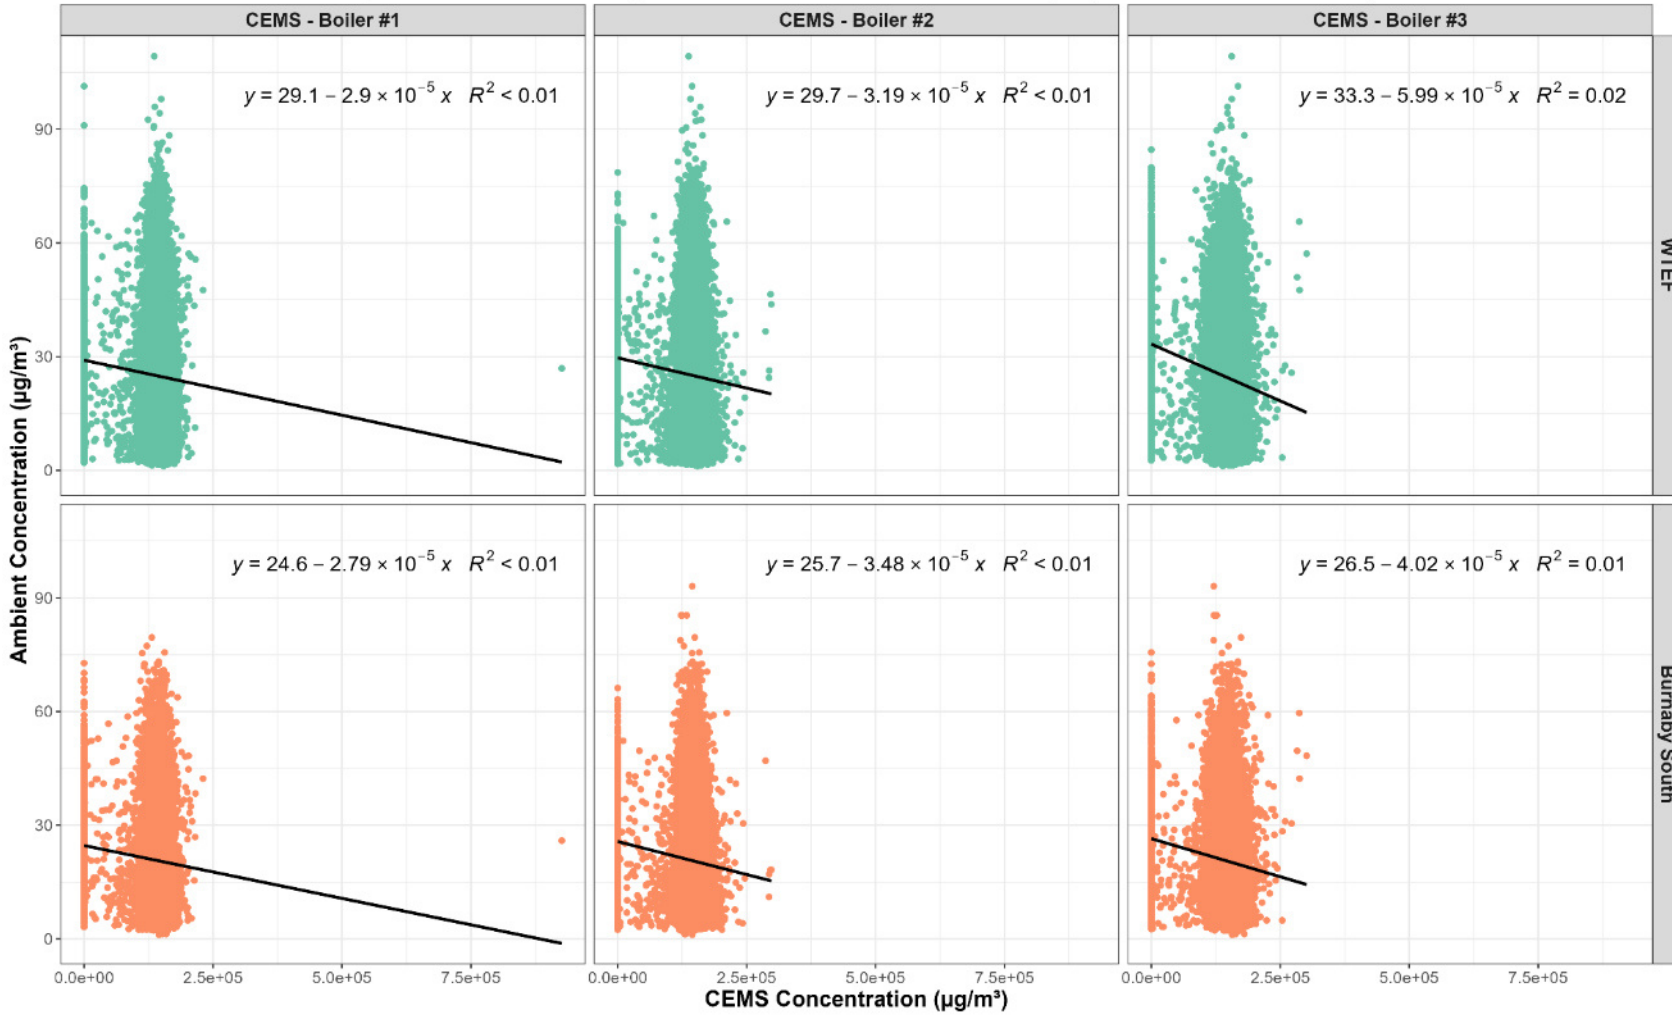 CEMS - Boiler #1
CEMS - Boiler #2
CEMS - Boiler #3
y = 29.1 − 2.9 × 10⁻⁵ x R² < 0.01
y = 29.7 − 3.19 × 10⁻⁵ x R² < 0.01
y = 33.3 − 5.99 × 10⁻⁵ x R² = 0.02
90
60
30
0
WTEF
Ambient Concentration (µg/m³)
y = 24.6 − 2.79 × 10⁻⁵ x R² < 0.01
y = 25.7 − 3.48 × 10⁻⁵ x R² < 0.01
y = 26.5 − 4.02 × 10⁻⁵ x R² = 0.01
90
60
30
0
Burnaby South
0.0e+00 2.5e+05 5.0e+05 7.5e+05
0.0e+00 2.5e+05 5.0e+05 7.5e+05
0.0e+00 2.5e+05 5.0e+05 7.5e+05
CEMS Concentration (µg/m³)